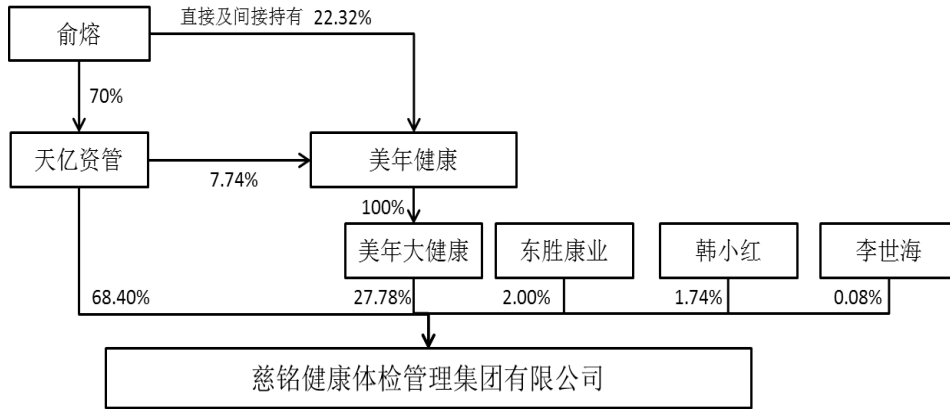 直接及间接持有 22.32%
俞熔
70%
天亿资管
7.74%
美年健康
100%
美年大健康
东胜康业
韩小红
李世海
68.40%
27.78%
2.00%
1.74%
0.08%
慈铭健康体检管理集团有限公司